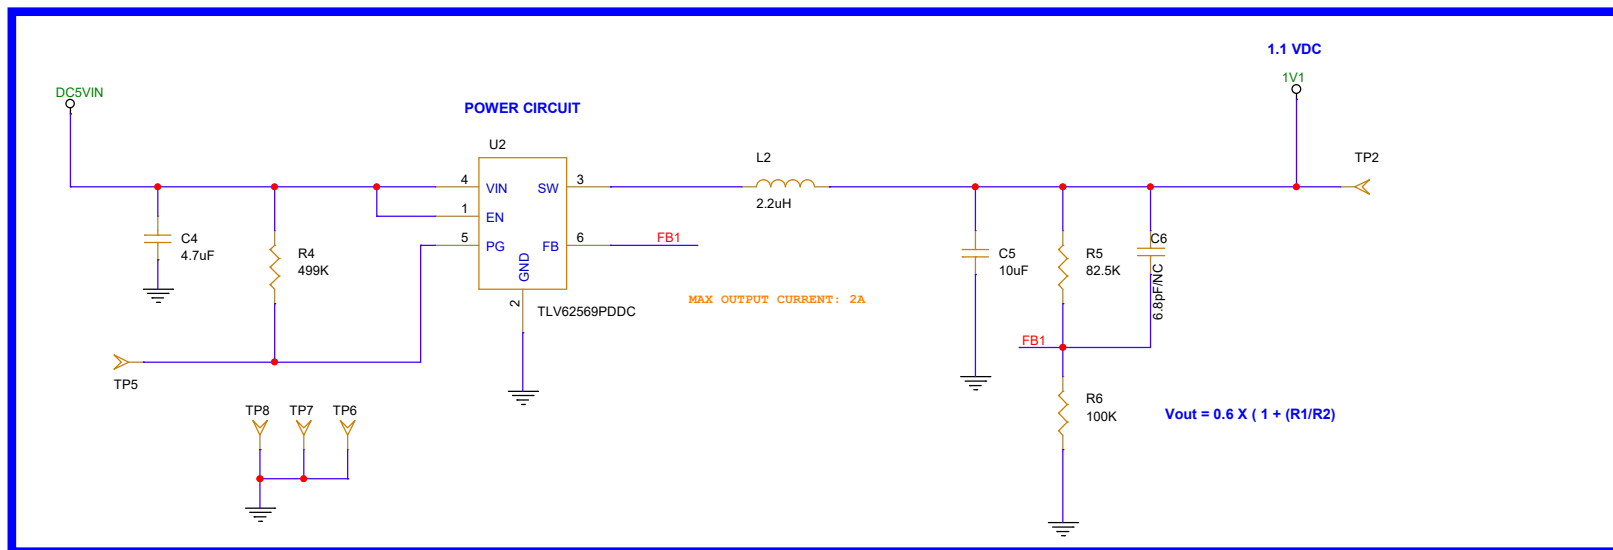 1.1 VDC
1V1
DC5VIN
POWER CIRCUIT
U2
L2
TP2
4
VIN
SW
3
2.2uH
1
EN
C4
4.7uF
R4
499K
5
PG
FB
6
FB1
GND
2
C5
10uF
R5
82.5K
C6
6.8pF/NC
MAX OUTPUT CURRENT: 2A
TLV62569PDDC
FB1
TP5
TP8
TP7
TP6
R6
100K
Vout = 0.6 X ( 1 + (R1/R2)